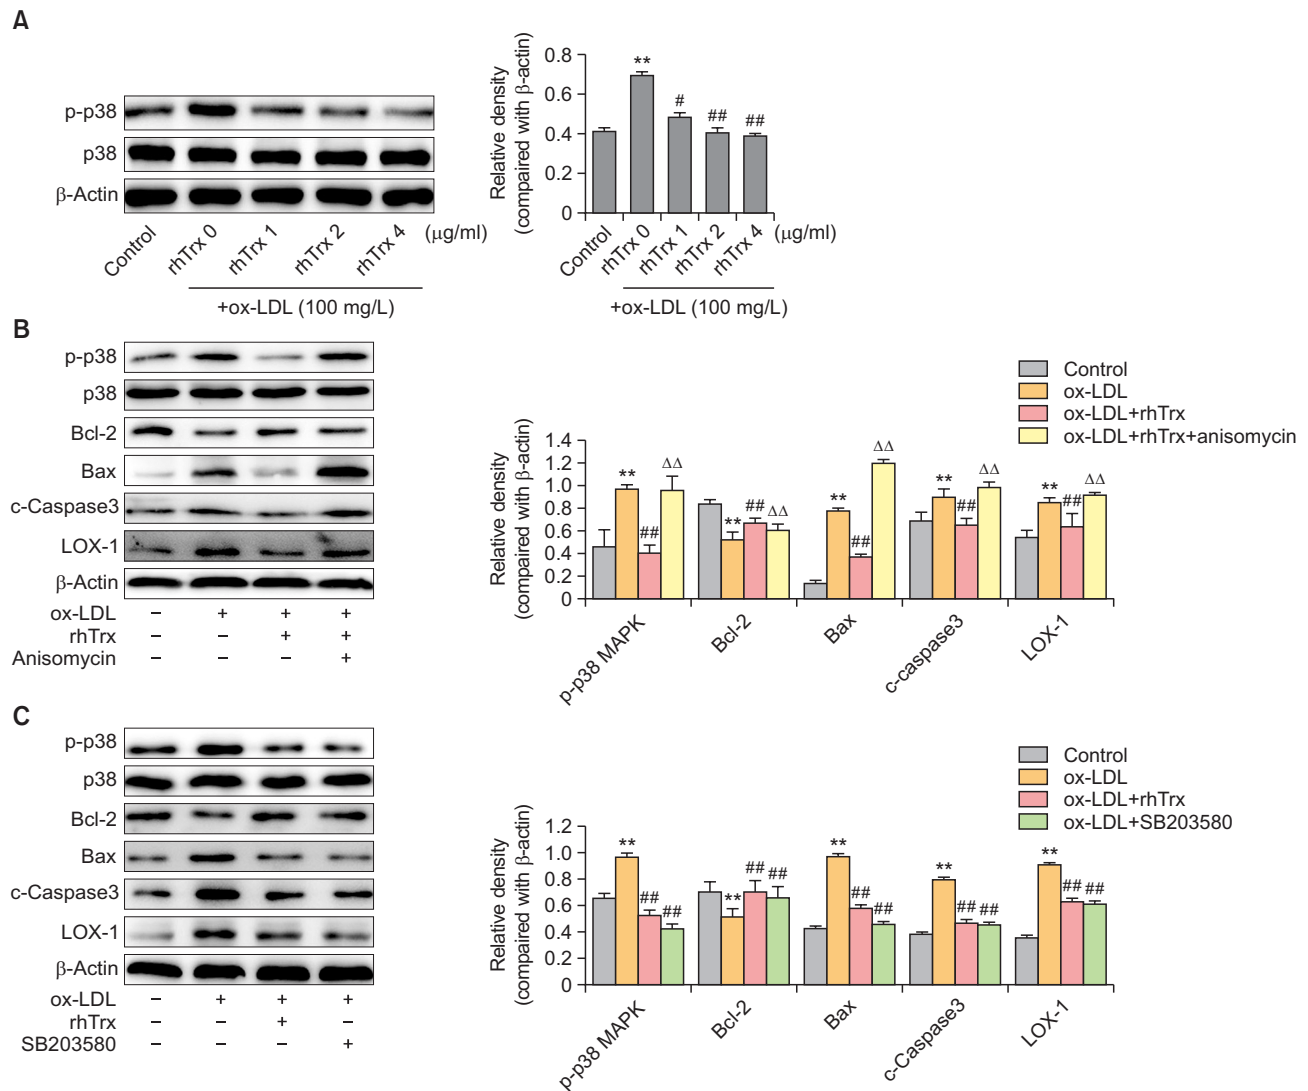 A
p-p38
p38
β-Actin
Control
rhTrx 0
rhTrx 1
rhTrx 2
rhTrx 4
(μg/ml)
+ox-LDL (100 mg/L)
Relative density
(compaired with β-actin)
0.8
0.6
0.4
0.2
0
**
#
##
##
Control
rhTrx 0
rhTrx 1
rhTrx 2
rhTrx 4
(μg/ml)
+ox-LDL (100 mg/L)
B
p-p38
p38
Bcl-2
Bax
c-Caspase3
LOX-1
β-Actin
ox-LDL – + + +
rhTrx – – + +
Anisomycin – – – +
Control
ox-LDL
ox-LDL+rhTrx
ox-LDL+rhTrx+anisomycin
Relative density
(compaired with β-actin)
1.4
1.2
1.0
0.8
0.6
0.4
0.2
0
** ## ΔΔ
** ## ΔΔ
** ## ΔΔ
** ## ΔΔ
** ## ΔΔ
p-p38 MAPK
Bcl-2
Bax
c-caspase3
LOX-1
C
p-p38
p38
Bcl-2
Bax
c-Caspase3
LOX-1
β-Actin
ox-LDL – + + +
rhTrx – – + –
SB203580 – – – +
Control
ox-LDL
ox-LDL+rhTrx
ox-LDL+SB203580
Relative density
(compaired with β-actin)
1.2
1.0
0.8
0.6
0.4
0.2
0
** ## ##
** ## ##
** ## ##
** ## ##
** ## ##
p-p38 MAPK
Bcl-2
Bax
c-Caspase3
LOX-1